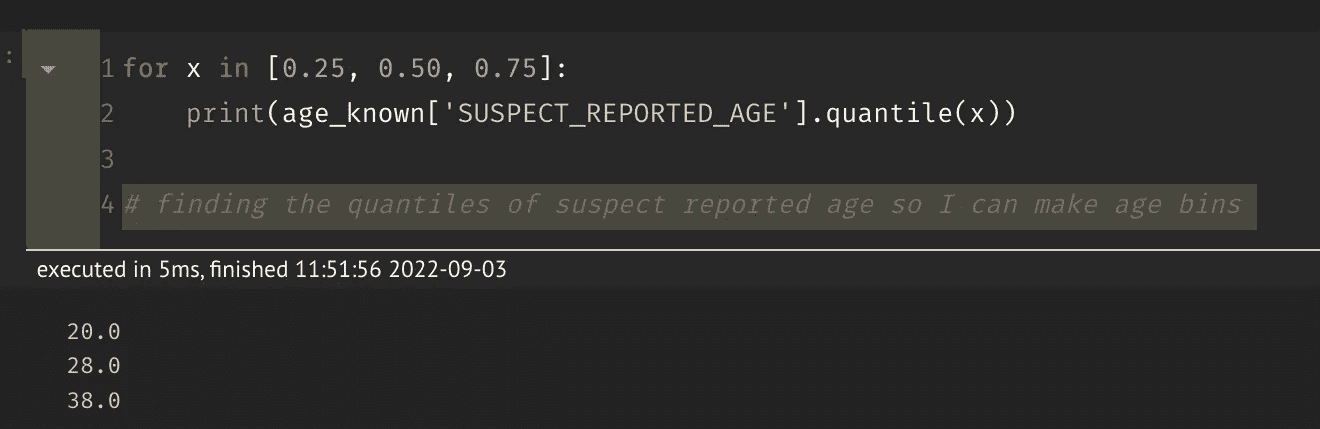 :
1 for x in [0.25, 0.50, 0.75]:
2     print(age_known['SUSPECT_REPORTED_AGE'].quantile(x))
3
4 # finding the quantiles of suspect reported age so I can make age bins
executed in 5ms, finished 11:51:56 2022-09-03
20.0
28.0
38.0